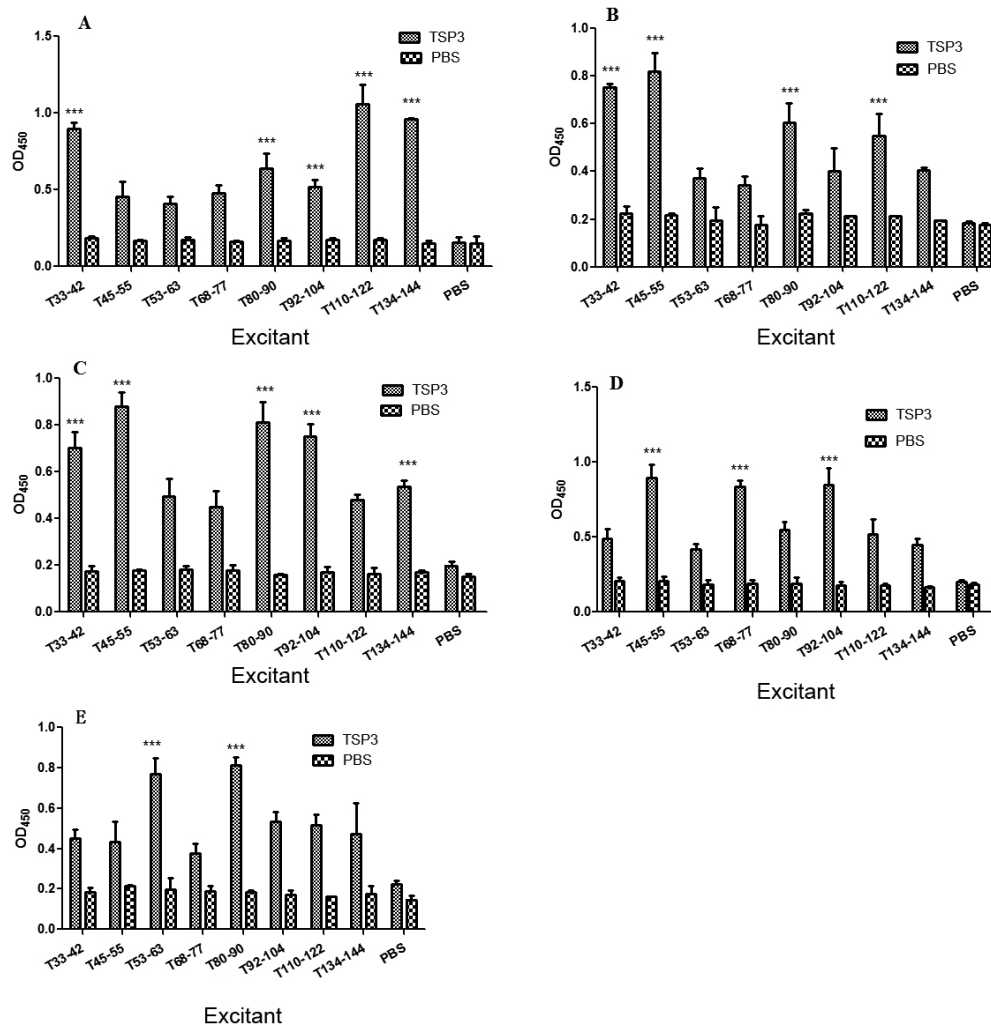 A
TSP3
PBS
OD450
1.5
1.0
0.5
0.0
*** *** *** *** ***
T33-42 T45-55 T53-63 T68-77 T80-90 T92-104 T110-122 T134-144 PBS
Excitant
B
TSP3
PBS
OD450
1.0
0.8
0.6
0.4
0.2
0.0
*** *** *** ***
T33-42 T45-55 T53-63 T68-77 T80-90 T92-104 T110-122 T134-144 PBS
Excitant
C
TSP3
PBS
OD450
1.0
0.8
0.6
0.4
0.2
0.0
*** *** *** *** ***
T33-42 T45-55 T53-63 T68-77 T80-90 T92-104 T110-122 T134-144 PBS
Excitant
D
TSP3
PBS
OD450
1.5
1.0
0.5
0.0
*** *** ***
T33-42 T45-55 T53-63 T68-77 T80-90 T92-104 T110-122 T134-144 PBS
Excitant
E
TSP3
PBS
OD450
1.0
0.8
0.6
0.4
0.2
0.0
*** ***
T33-42 T45-55 T53-63 T68-77 T80-90 T92-104 T110-122 T134-144 PBS
Excitant